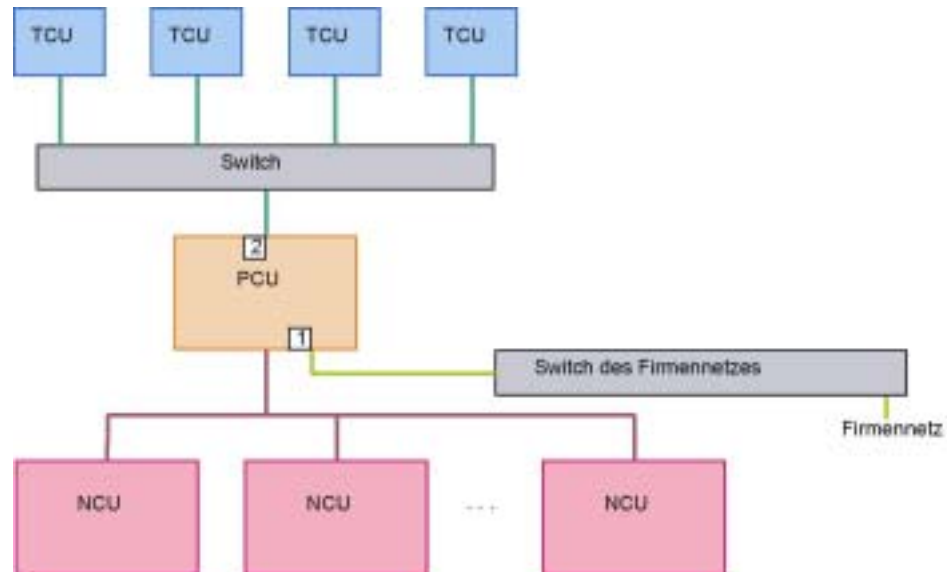 TCU TCU TCU TCU
Switch
2
PCU
1
Switch des Firmennetzes
Firmennetz
NCU NCU ... NCU